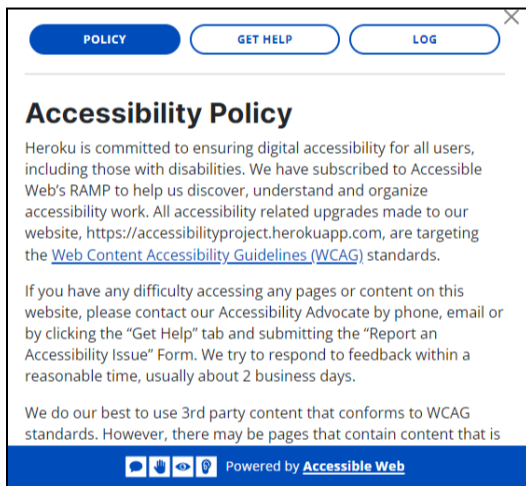 POLICY GET HELP LOG
Accessibility Policy
Heroku is committed to ensuring digital accessibility for all users,
including those with disabilities. We have subscribed to Accessible
Web's RAMP to help us discover, understand and organize
accessibility work. All accessibility related upgrades made to our
website, https://accessibilityproject.herokuapp.com, are targeting
the Web Content Accessibility Guidelines (WCAG) standards.
If you have any difficulty accessing any pages or content on this
website, please contact our Accessibility Advocate by phone, email or
by clicking the “Get Help” tab and submitting the “Report an
Accessibility Issue” Form. We try to respond to feedback within a
reasonable time, usually about 2 business days.
We do our best to use 3rd party content that conforms to WCAG
standards. However, there may be pages that contain content that is
Powered by Accessible Web